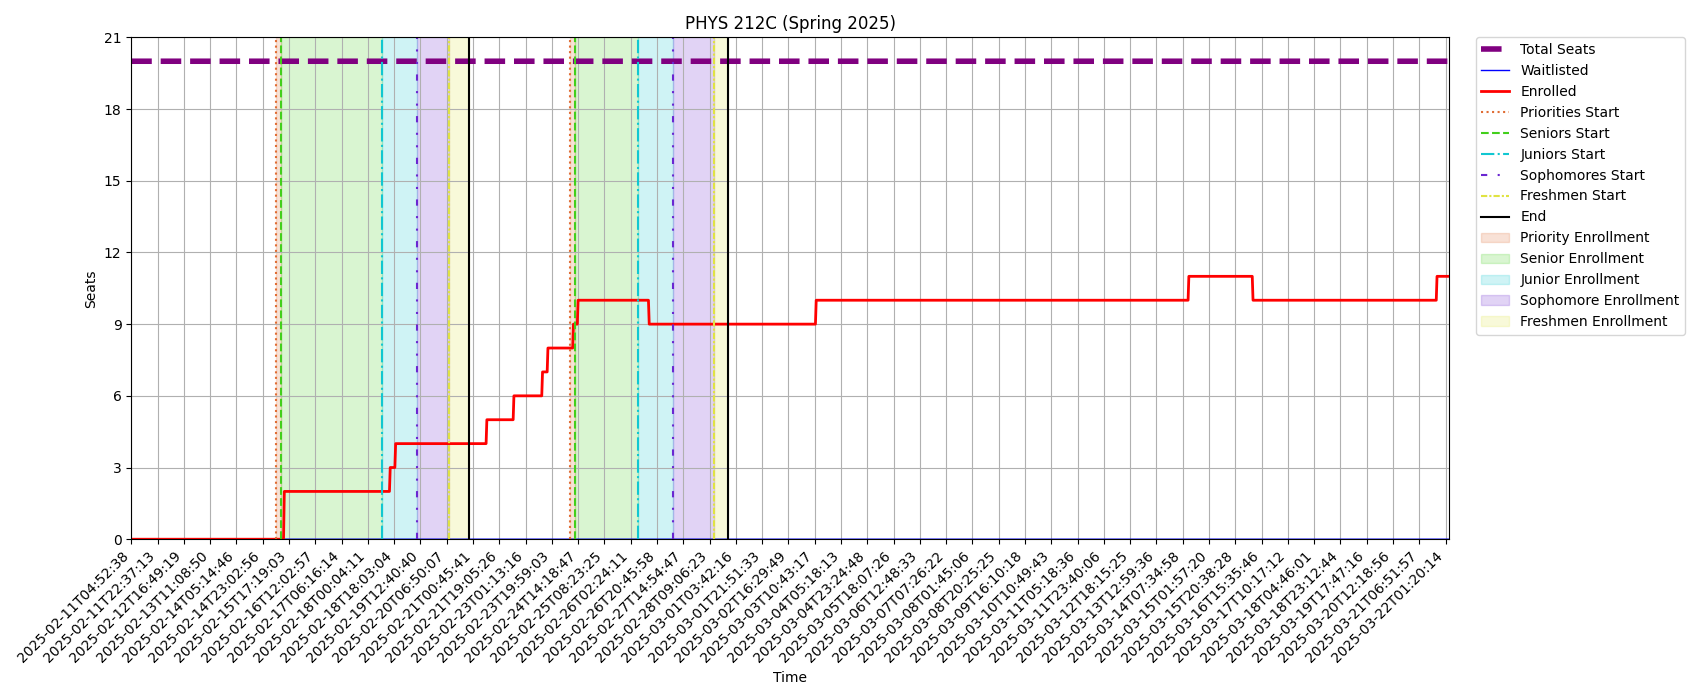 PHYS 212C (Spring 2025)
Seats
21
18
15
12
9
6
3
0
2025-02-11T04:52:38
2025-02-11T22:37:13
2025-02-12T16:49:19
2025-02-13T11:08:50
2025-02-14T05:14:46
2025-02-14T23:02:56
2025-02-15T17:19:03
2025-02-16T12:02:57
2025-02-17T06:16:14
2025-02-18T00:04:11
2025-02-18T18:03:04
2025-02-19T12:40:40
2025-02-20T06:50:07
2025-02-21T00:45:41
2025-02-21T19:05:26
2025-02-23T01:13:16
2025-02-23T19:59:03
2025-02-24T14:18:47
2025-02-25T08:23:25
2025-02-26T02:24:11
2025-02-26T20:45:58
2025-02-27T14:54:47
2025-02-28T09:06:23
2025-03-01T03:42:16
2025-03-01T21:51:33
2025-03-02T16:29:49
2025-03-03T10:43:17
2025-03-04T05:18:13
2025-03-04T23:24:48
2025-03-05T18:07:26
2025-03-06T12:48:33
2025-03-07T07:26:22
2025-03-08T01:45:06
2025-03-08T20:25:25
2025-03-09T16:10:18
2025-03-10T10:49:43
2025-03-11T05:18:36
2025-03-11T23:40:06
2025-03-12T18:15:25
2025-03-13T12:59:36
2025-03-14T07:34:58
2025-03-15T01:57:20
2025-03-15T20:38:28
2025-03-16T15:35:46
2025-03-17T10:17:12
2025-03-18T04:46:01
2025-03-18T23:12:44
2025-03-19T17:47:16
2025-03-20T12:18:56
2025-03-21T06:51:57
2025-03-22T01:20:14
Time
Total Seats
Waitlisted
Enrolled
Priorities Start
Seniors Start
Juniors Start
Sophomores Start
Freshmen Start
End
Priority Enrollment
Senior Enrollment
Junior Enrollment
Sophomore Enrollment
Freshmen Enrollment